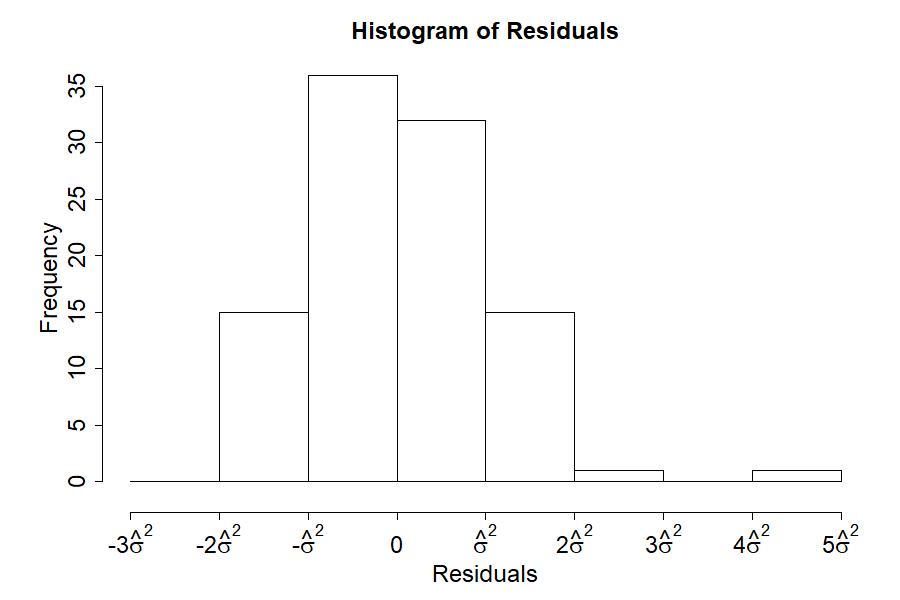 Histogram of Residuals
Frequency
35
30
25
20
15
10
5
0
-3σ̂² -2σ̂² -σ̂² 0 σ̂² 2σ̂² 3σ̂² 4σ̂² 5σ̂²
Residuals